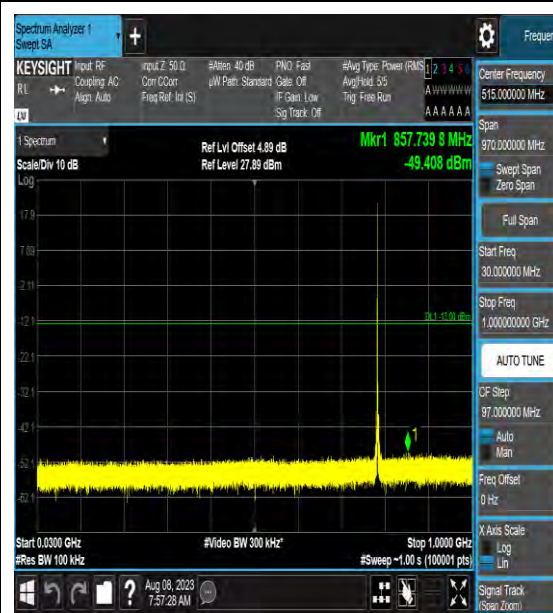 Spectrum Analyzer 1
Swept SA
Frequen
KEYSIGHT
RL
Input: RF
Coupling: AC
Align: Auto
Input Z: 50 Ω
Corr CCorr
Freq Ref: Int (S)
#Atten: 40 dB
µW Path: Standard
PNO: Fast
Gate: Off
IF Gain: Low
Sig Track: Off
#Avg Type: Power (RMS
Avg|Hold: 5/5
Trig: Free Run
1 2 3 4 5 6
A W W W W W
A A A A A A
LXI
1 Spectrum
Scale/Div 10 dB
Log
Ref Lvl Offset 4.89 dB
Ref Level 27.89 dBm
Mkr1 857.739 8 MHz
-49.408 dBm
17.9
7.89
-2.11
-12.1
-22.1
-32.1
-42.1
-52.1
-62.1
DL1 -13.00 dBm
1
Start 0.0300 GHz
#Res BW 100 kHz
#Video BW 300 kHz*
Stop 1.0000 GHz
#Sweep ~1.00 s (100001 pts)
Center Frequency
515.000000 MHz
Span
970.000000 MHz
Swept Span
Zero Span
Full Span
Start Freq
30.000000 MHz
Stop Freq
1.000000000 GHz
AUTO TUNE
CF Step
97.000000 MHz
Auto
Man
Freq Offset
0 Hz
X Axis Scale
Log
Lin
Signal Track
(Span Zoom)
?
Aug 08, 2023
7:57:28 AM